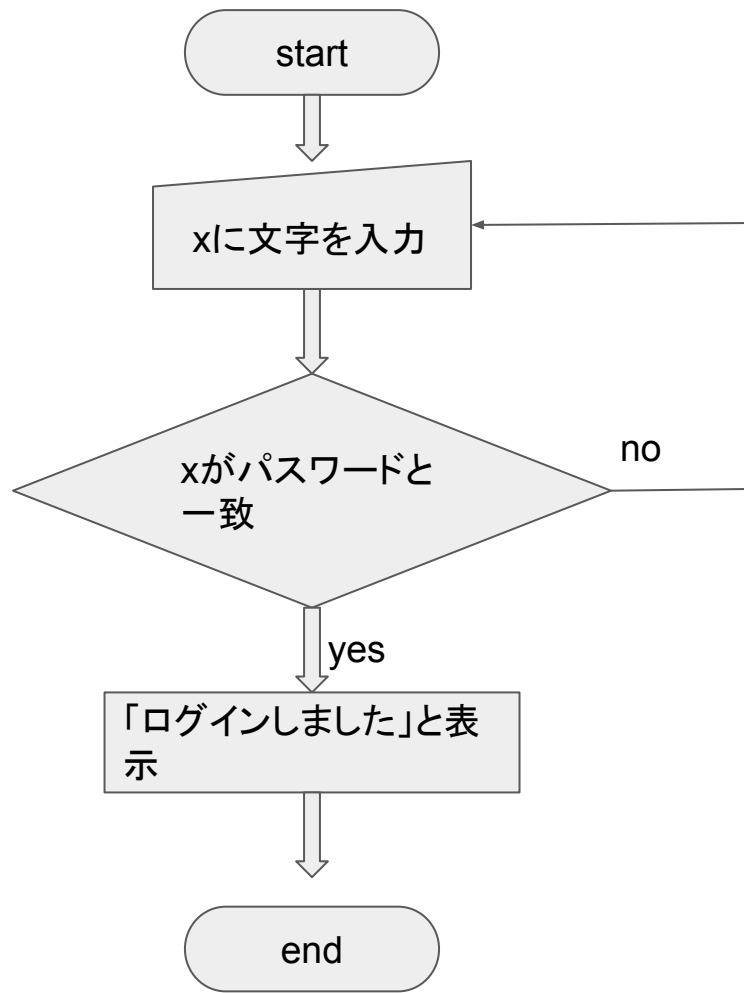 start
xに文字を入力
xがパスワードと
一致
no
yes
「ログインしました」と表
示
end